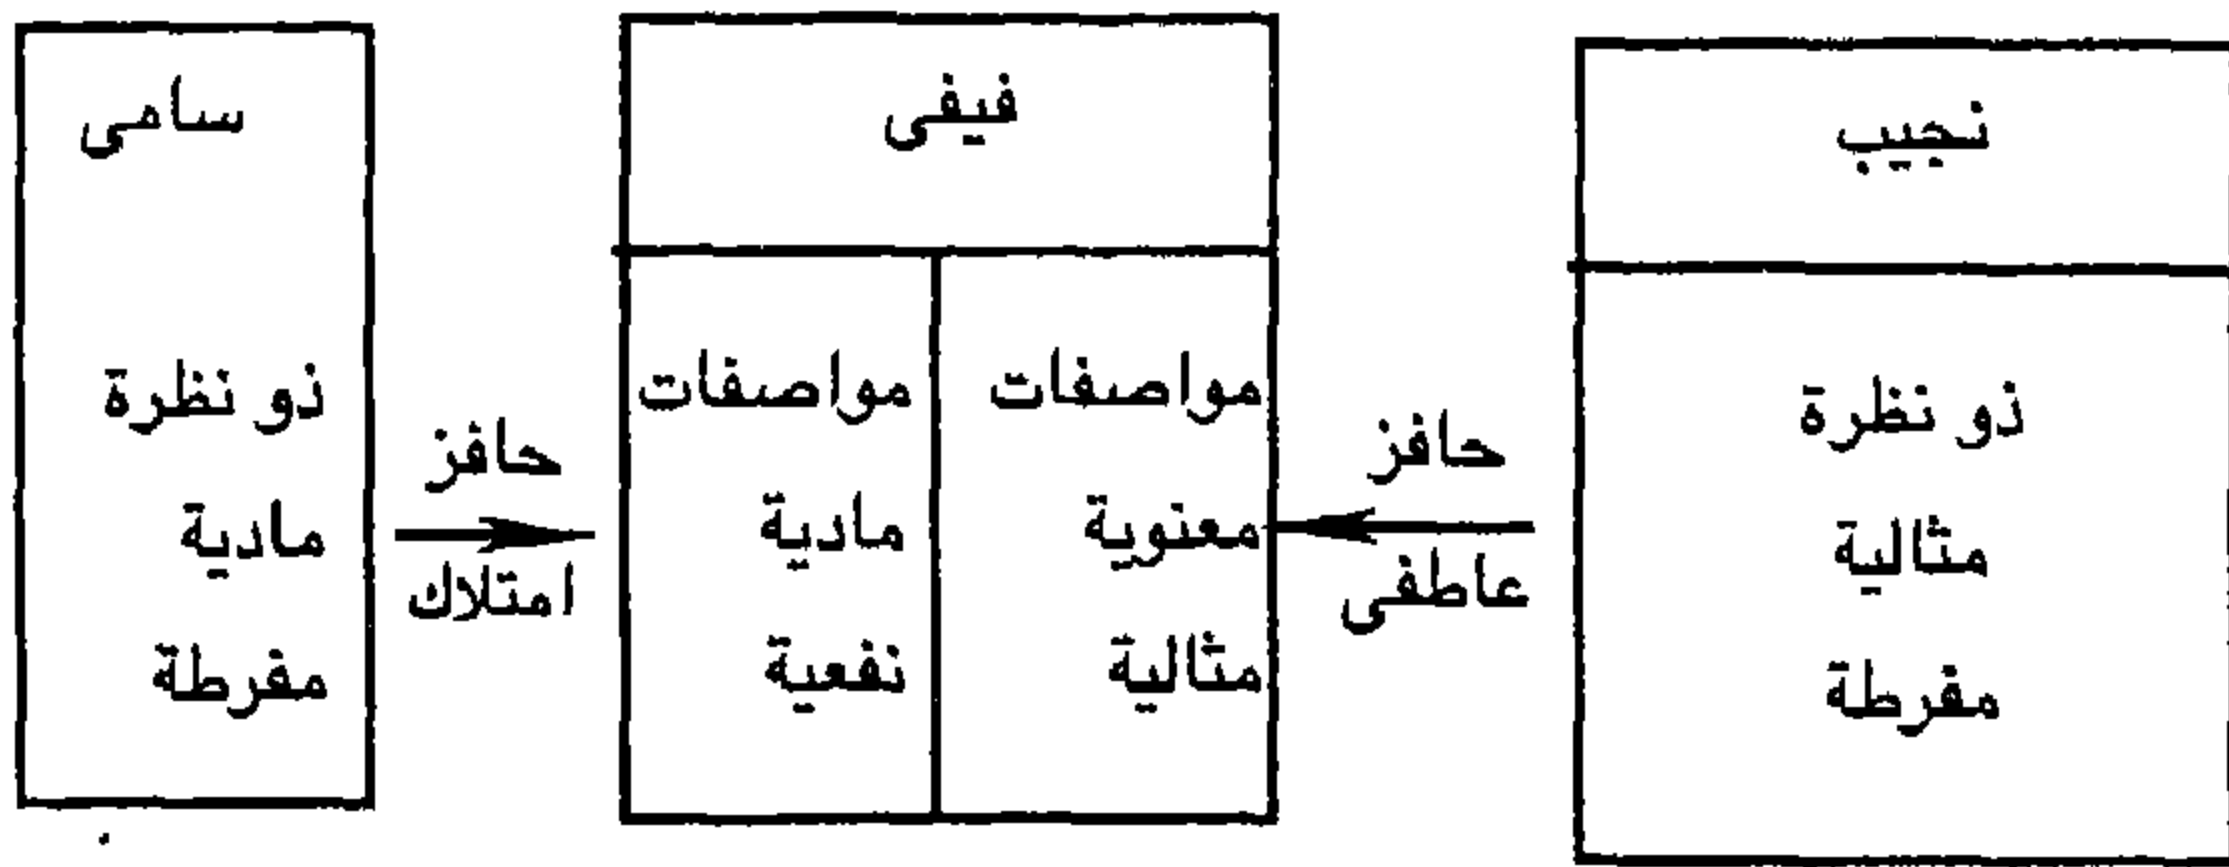 نجيب
ذو نظرة
مثالية
مفرطة
حافز
عاطفى
فيفى
مواصفات
معنوية
مثالية
مواصفات
مادية
نفعية
حافز
امتلاك
سامى
ذو نظرة
مادية
مفرطة